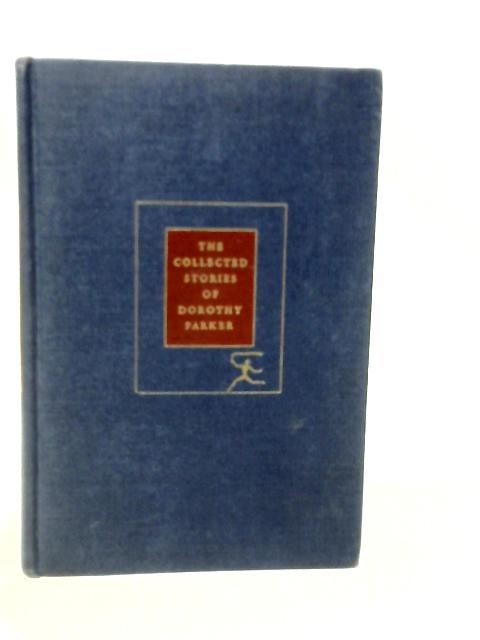 THE
COLLECTED
STORIES
OF
DOROTHY
PARKER